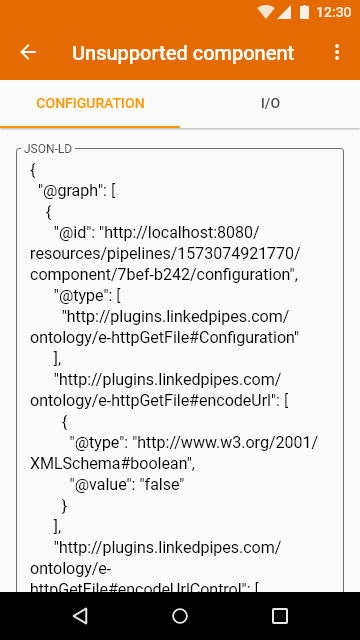 12:30
Unsupported component
CONFIGURATION
I/O
JSON-LD
{
"@graph": [
{
"@id": "http://localhost:8080/
resources/pipelines/1573074921770/
component/7bef-b242/configuration",
"@type": [
"http://plugins.linkedpipes.com/
ontology/e-httpGetFile#Configuration"
],
"http://plugins.linkedpipes.com/
ontology/e-httpGetFile#encodeUrl": [
{
"@type": "http://www.w3.org/2001/
XMLSchema#boolean",
"@value": "false"
}
],
"http://plugins.linkedpipes.com/
ontology/e-
httpGetFile#encodeUrlControl": [